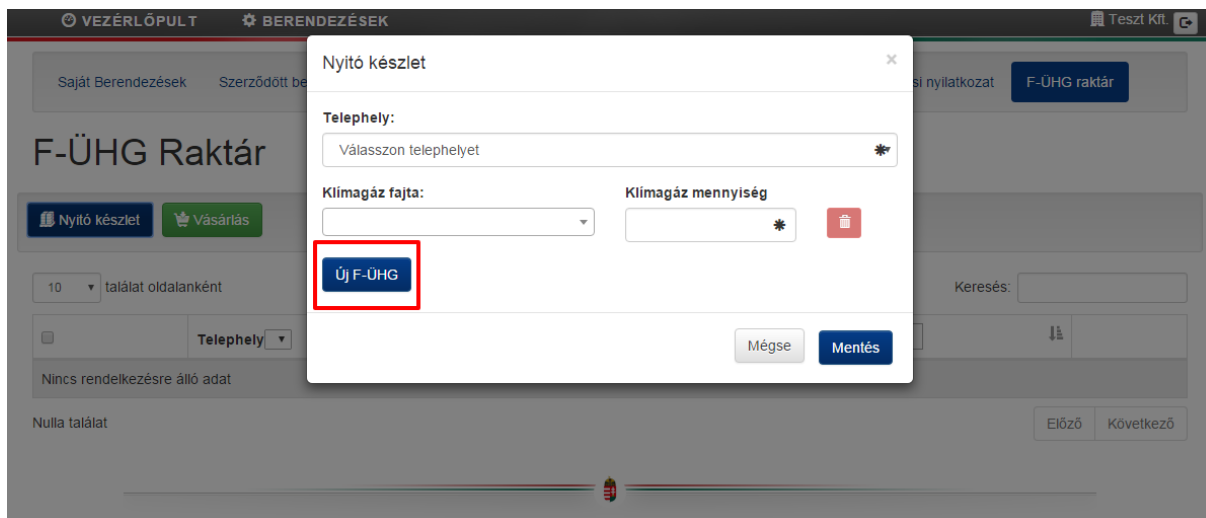 VEZÉRLŐPULT BERENDEZÉSEK Teszt Kft.
Saját Berendezések Szerződött be si nyilatkozat F-ÜHG raktár
F-ÜHG Raktár
Nyitó készlet Vásárlás
10 találat oldalanként Keresés:
Telephely
Nincs rendelkezésre álló adat
Nulla találat Előző Következő
Nyitó készlet ×
Telephely:
Válasszon telephelyet
Klímagáz fajta: Klímagáz mennyiség
Új F-ÜHG
Mégse Mentés